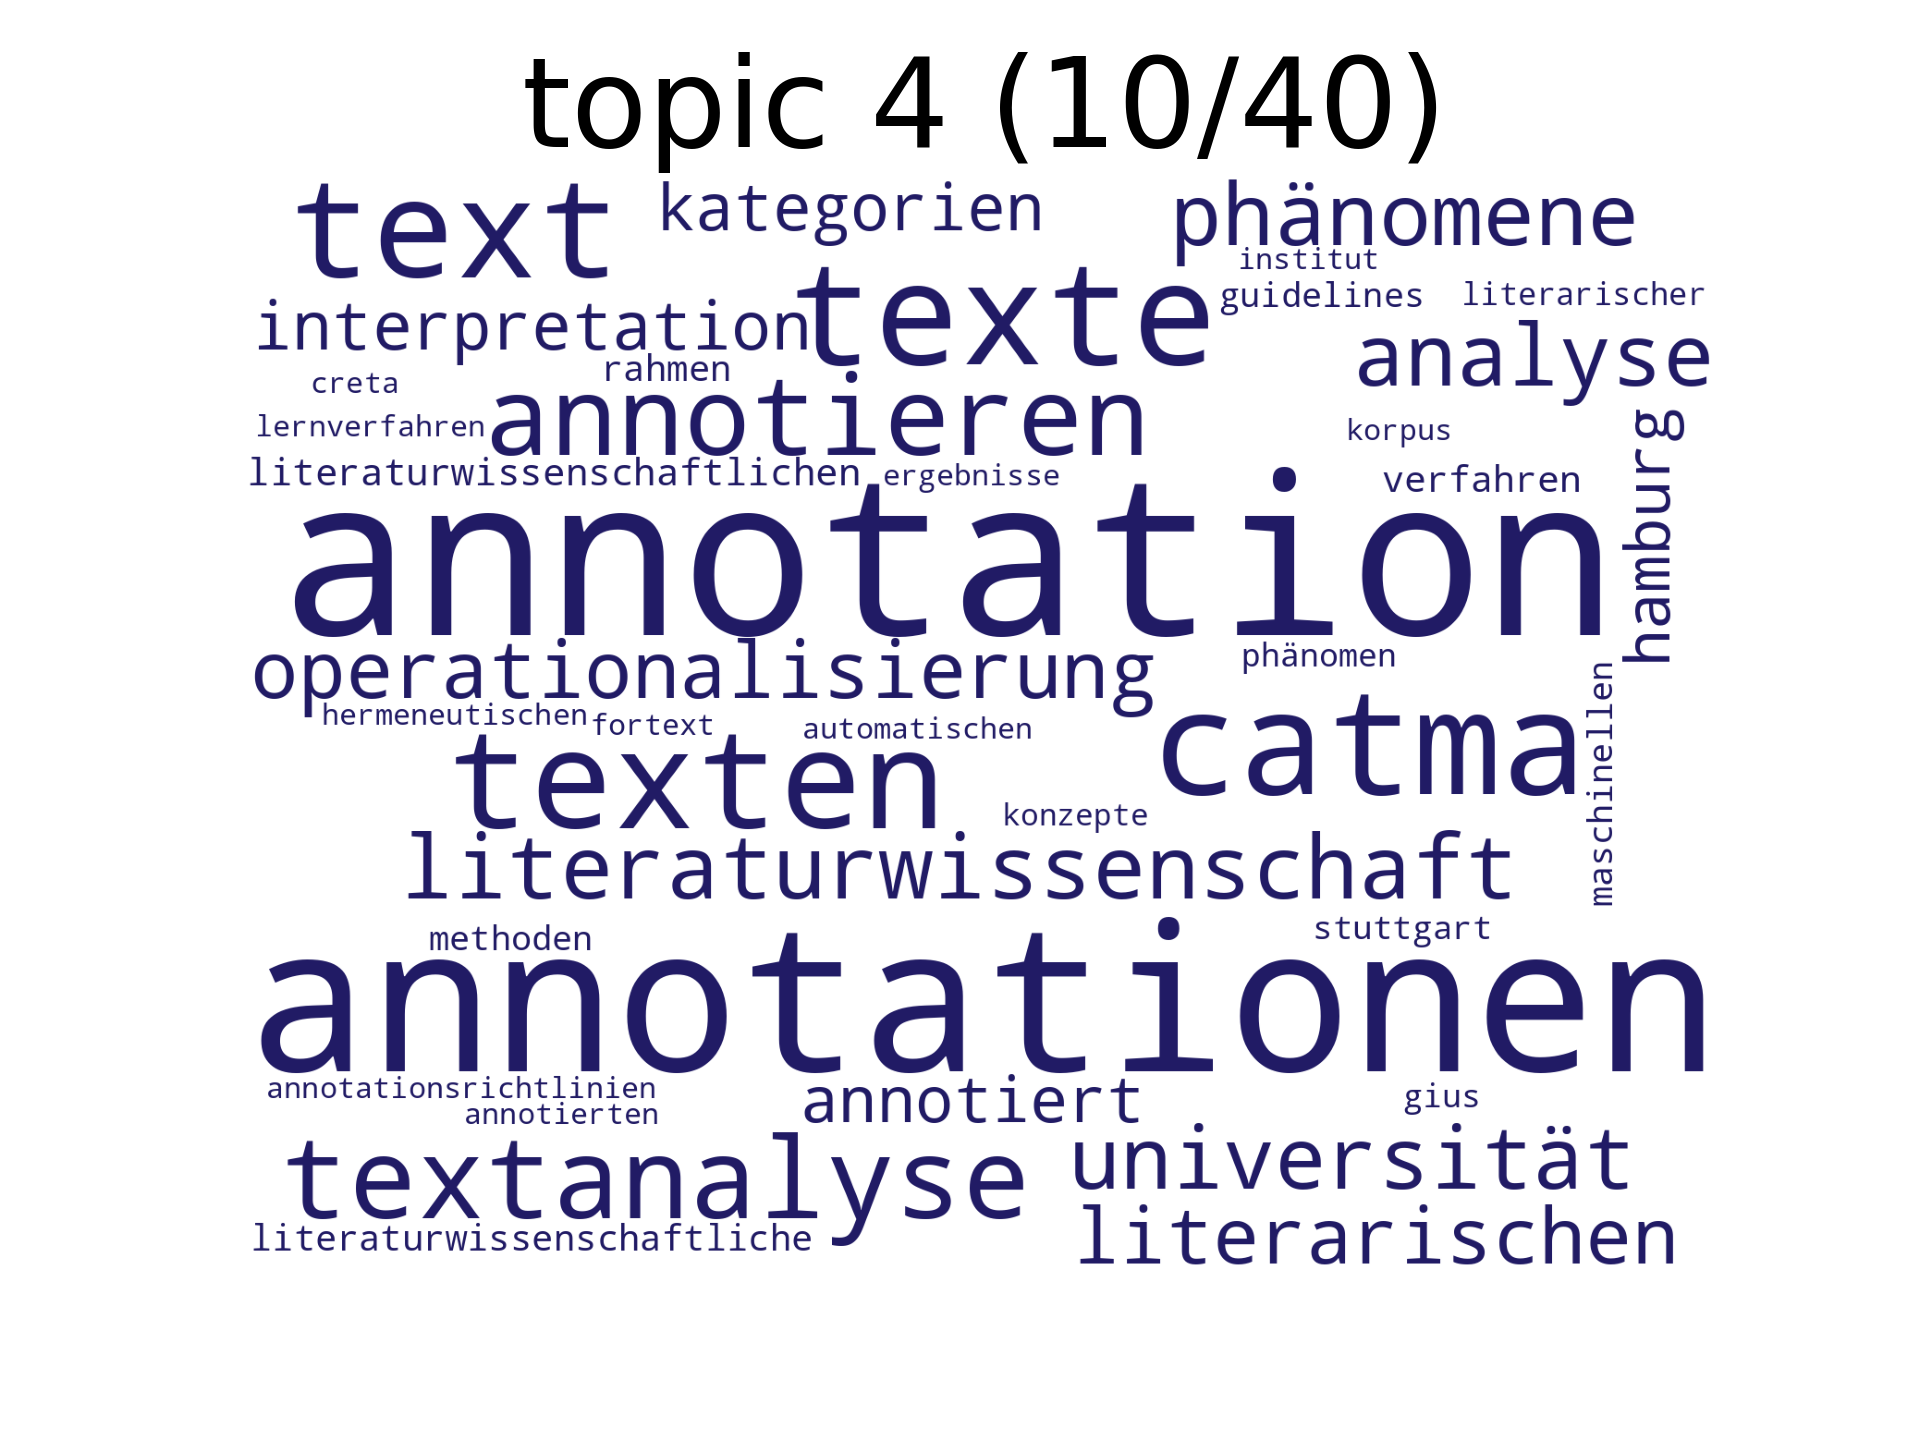 topic 4 (10/40)
text
kategorien
phänomene
institut
texte
guidelines
literarischer
interpretation
analyse
rahmen
creta
annotieren
hamburg
lernverfahren
korpus
literaturwissenschaftlichen
ergebnisse
verfahren
annotation
operationalisierung
phänomen
maschinellen
hermeneutischen
fortext
automatischen
catma
texten
konzepte
literaturwissenschaft
methoden
stuttgart
annotationen
annotationsrichtlinien
annotiert
gius
annotierten
textanalyse
universität
literaturwissenschaftliche
literarischen